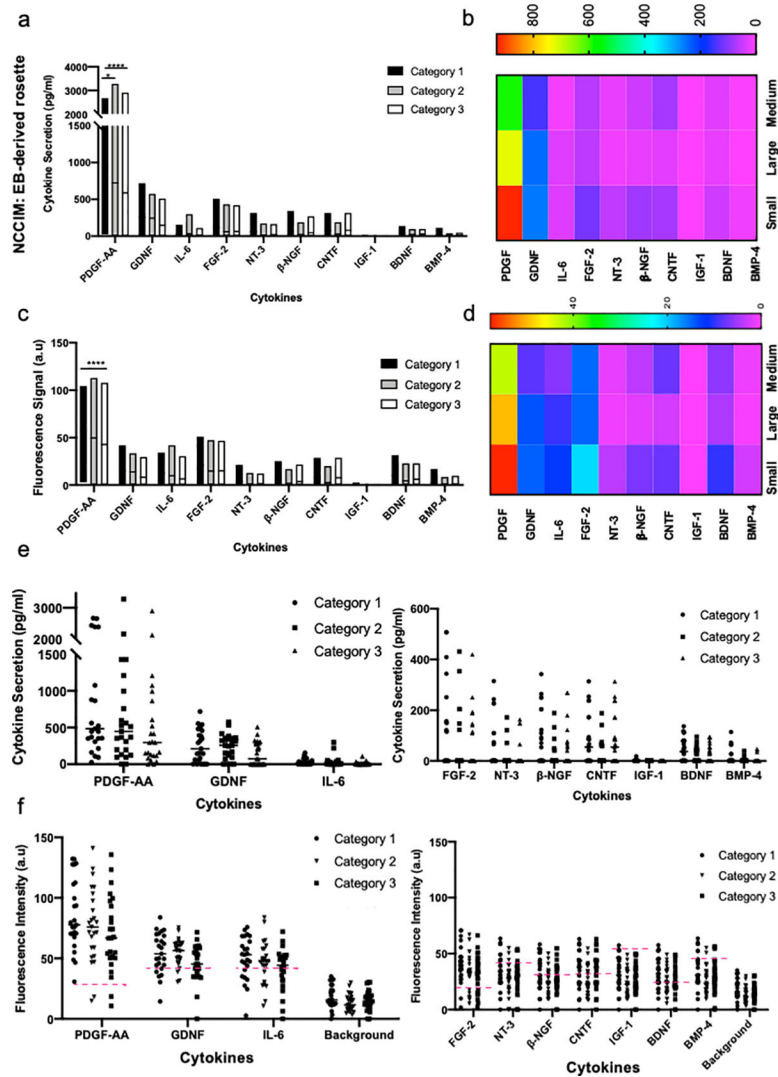 a
NCCIM: EB-derived rosette
Cytokine Secretion (pg/ml)
4000
3000
2000
1000
500
0
* ****
Category 1
Category 2
Category 3
PDGF-AA GDNF IL-6 FGF-2 NT-3 β-NGF CNTF IGF-1 BDNF BMP-4
Cytokines
b
800 600 400 200 0
Medium
Large
Small
PDGF GDNF IL-6 FGF-2 NT-3 β-NGF CNTF IGF-1 BDNF BMP-4
c
Fluorescence Signal (a.u)
150
100
50
0
****
Category 1
Category 2
Category 3
PDGF-AA GDNF IL-6 FGF-2 NT-3 β-NGF CNTF IGF-1 BDNF BMP-4
Cytokines
d
40 20 0
Medium
Large
Small
PDGF GDNF IL-6 FGF-2 NT-3 β-NGF CNTF IGF-1 BDNF BMP-4
e
Cytokine Secretion (pg/ml)
3000
2000
1500
1000
500
0
Category 1
Category 2
Category 3
PDGF-AA GDNF IL-6
Cytokines
Cytokine Secretion (pg/ml)
600
400
200
0
Category 1
Category 2
Category 3
FGF-2 NT-3 β-NGF CNTF IGF-1 BDNF BMP-4
Cytokines
f
Fluorescence Intensity (a.u)
150
100
50
0
Category 1
Category 2
Category 3
PDGF-AA GDNF IL-6 Background
Cytokines
Fluorescence Intensity (a.u)
150
100
50
0
Category 1
Category 2
Category 3
FGF-2 NT-3 β-NGF CNTF IGF-1 BDNF BMP-4 Background
Cytokines